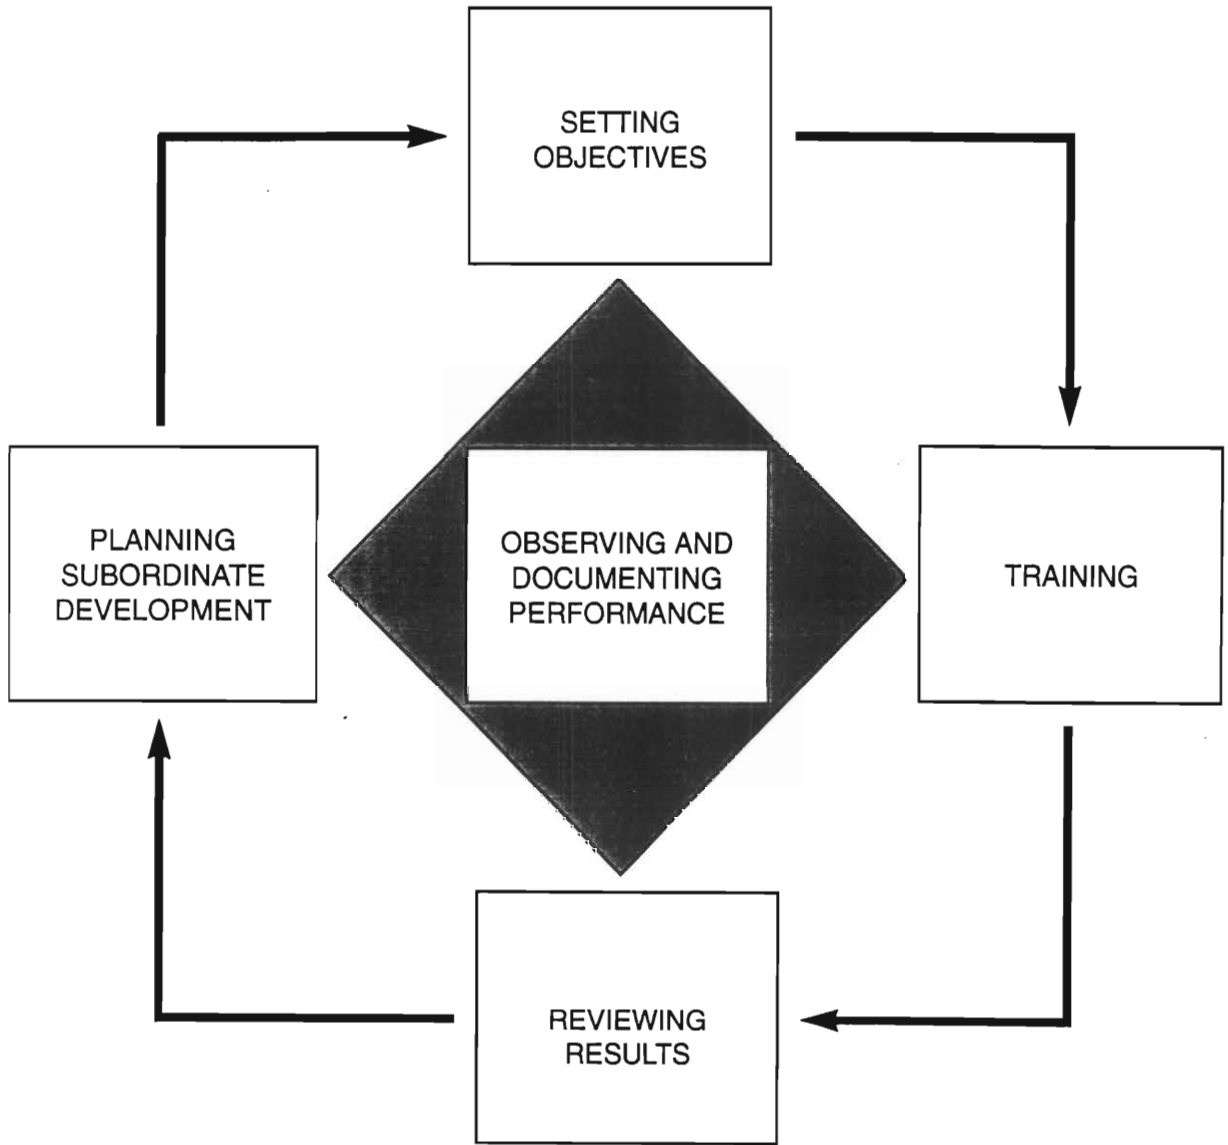 SETTING
OBJECTIVES
PLANNING
SUBORDINATE
DEVELOPMENT
OBSERVING AND
DOCUMENTING
PERFORMANCE
TRAINING
REVIEWING
RESULTS